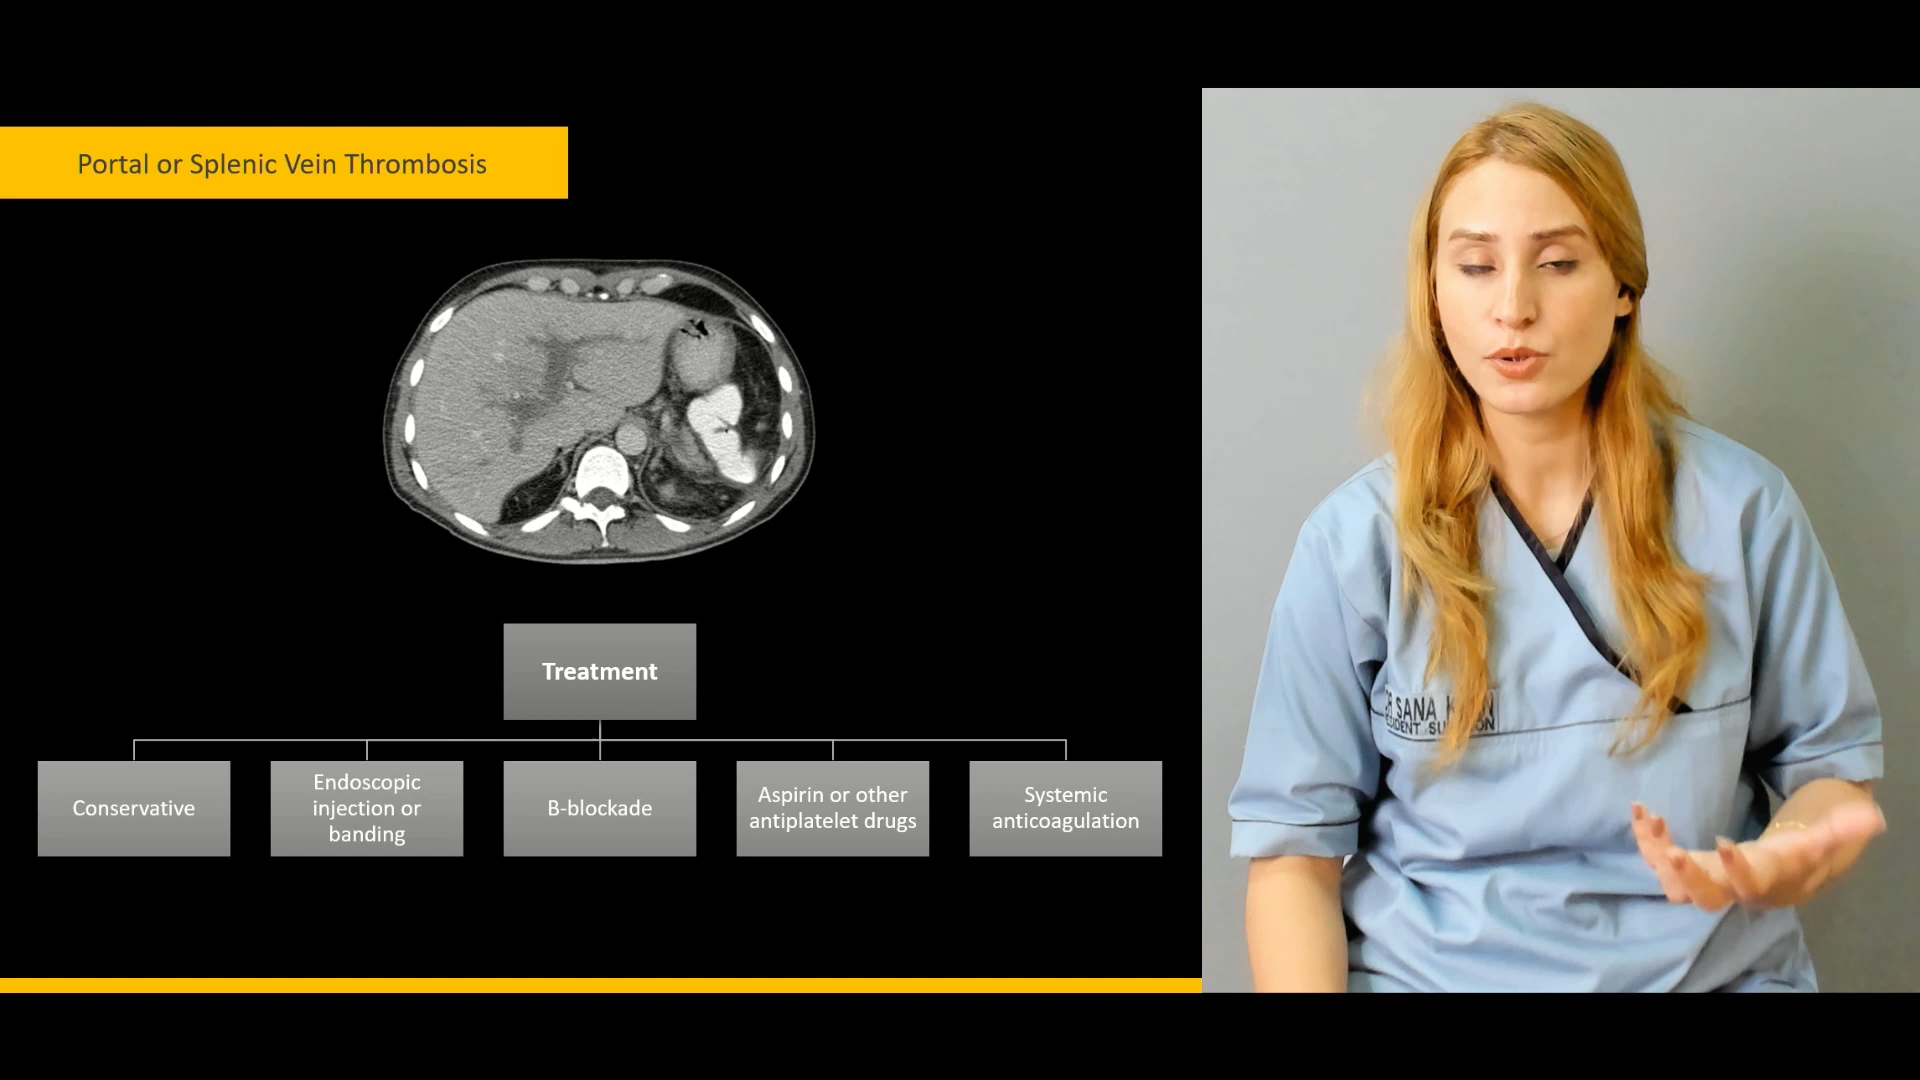 Portal or Splenic Vein Thrombosis
Treatment
Conservative
Endoscopic
injection or
banding
B-blockade
Aspirin or other
antiplatelet drugs
Systemic
anticoagulation
SANA